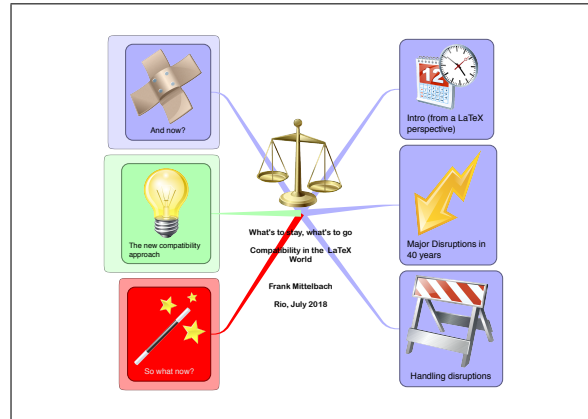 And now?
12
Intro (from a LaTeX
perspective)
The new compatibility
approach
What's to stay, what's to go
Compatibility in the LaTeX
World
Frank Mittelbach
Rio, July 2018
Major Disruptions in
40 years
So what now?
Handling disruptions